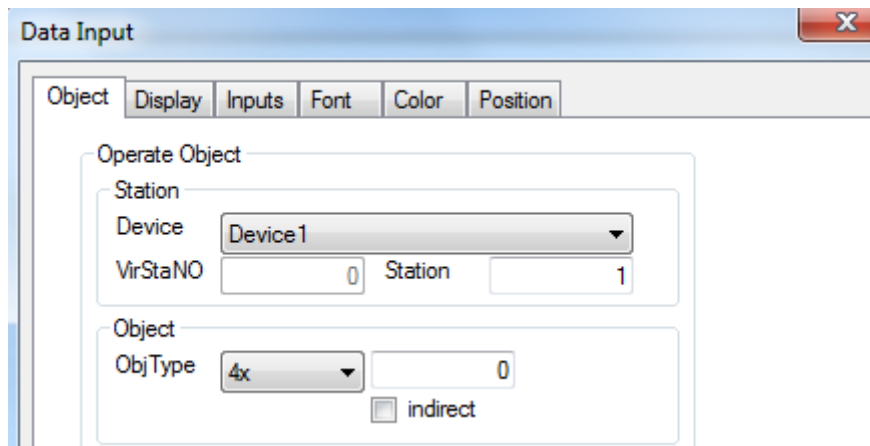 Data Input
Object Display Inputs Font Color Position
Operate Object
Station
Device Device1
VirStaNO 0 Station 1
Object
ObjType 4x 0
indirect